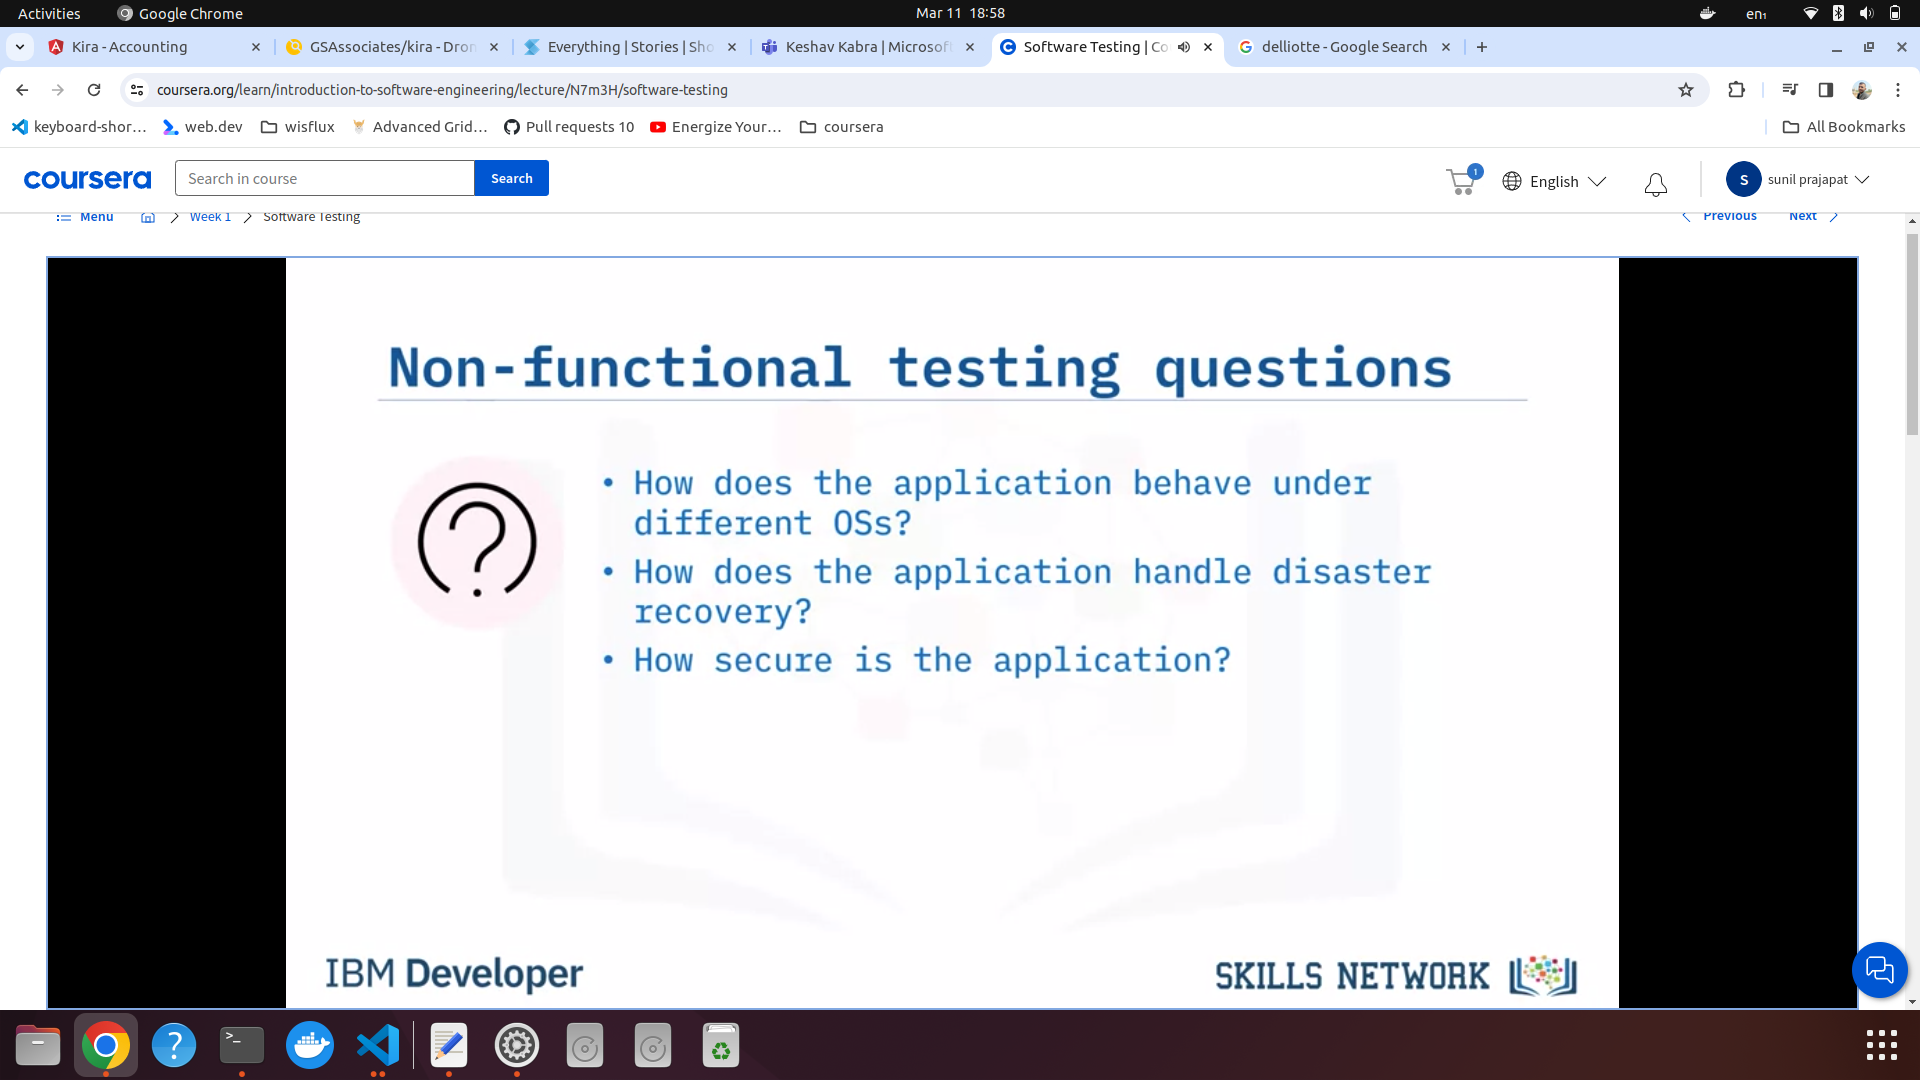 Activities Google Chrome Mar 11 18:58 en₁
Kira - Accounting GSAssociates/kira - Dron Everything | Stories | Sho Keshav Kabra | Microsof Software Testing | Co delliotte - Google Search
coursera.org/learn/introduction-to-software-engineering/lecture/N7m3H/software-testing
keyboard-shor... web.dev wisflux Advanced Grid... Pull requests 10 Energize Your... coursera All Bookmarks
coursera Search in course Search 1 English S sunil prajapat
Menu Week 1 Software Testing Previous Next
Non-functional testing questions
• How does the application behave under
different OSs?
• How does the application handle disaster
recovery?
• How secure is the application?
IBM Developer SKILLS NETWORK